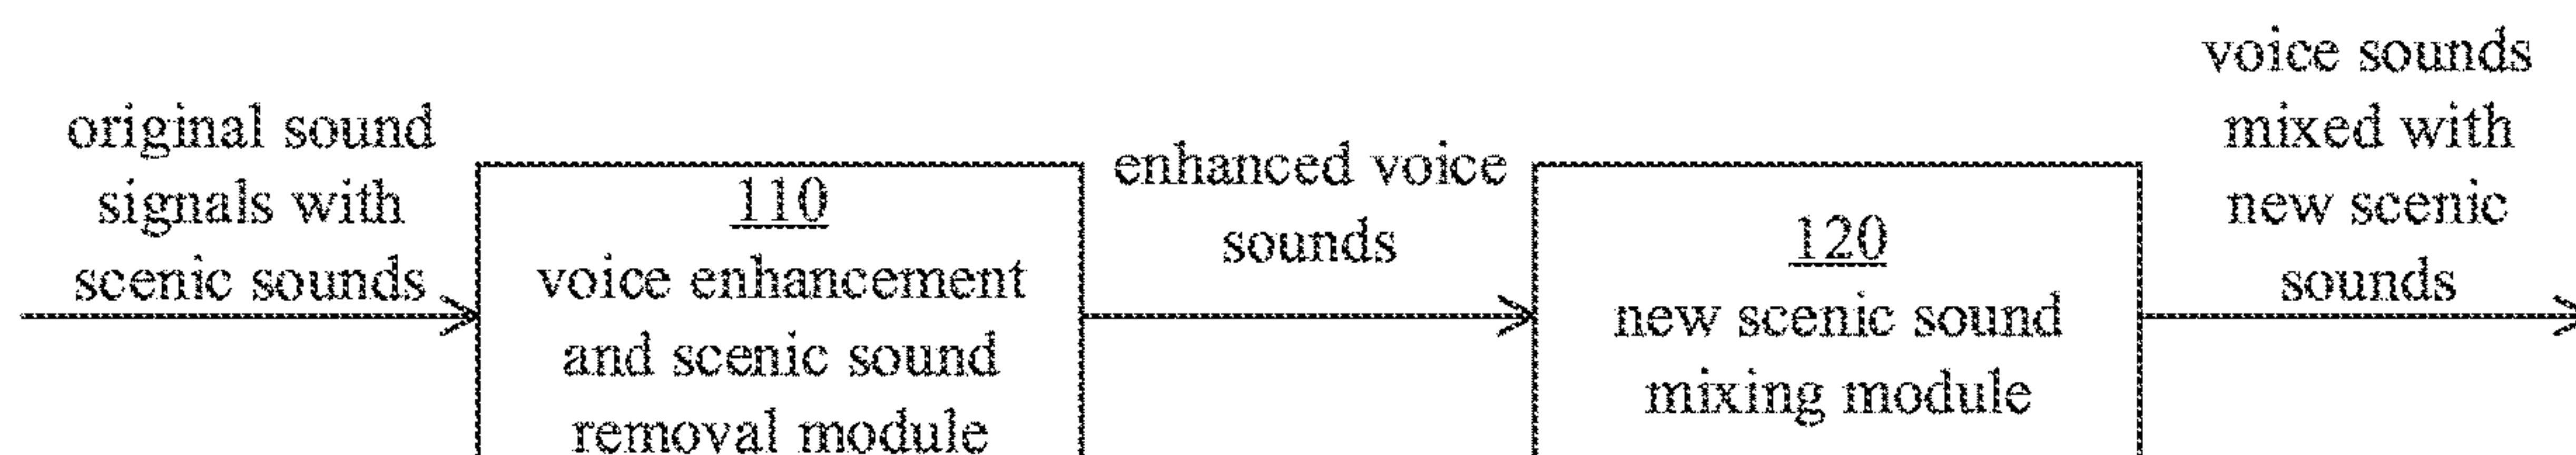 original sound
signals with
scenic sounds
110
voice enhancement
and scenic sound
removal module
enhanced voice
sounds
120
new scenic sound
mixing module
voice sounds
mixed with
new scenic
sounds